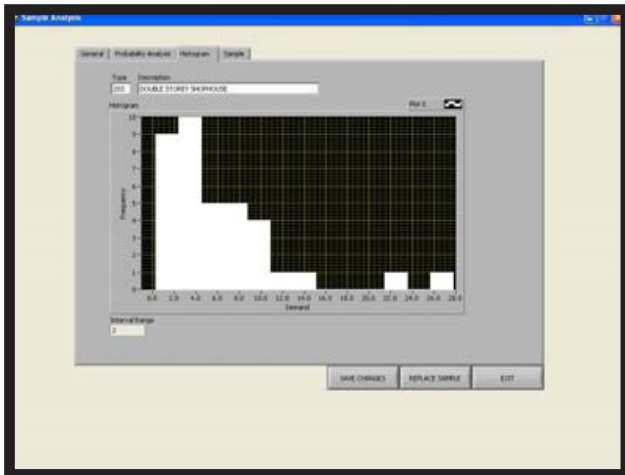 Sample Analysis
General Probability Analysis Histogram Sample
Type Description
203 DOUBLE STOREY SHOPHOUSE
Histogram Plot 0
10
9
8
7
6
5
4
3
2
1
0
Frequency
0.0 2.0 4.0 6.0 8.0 10.0 12.0 14.0 16.0 18.0 20.0 22.0 24.0 26.0 28.0
Demand
Interval Range
2
SAVE CHANGES REPLACE SAMPLE EXIT